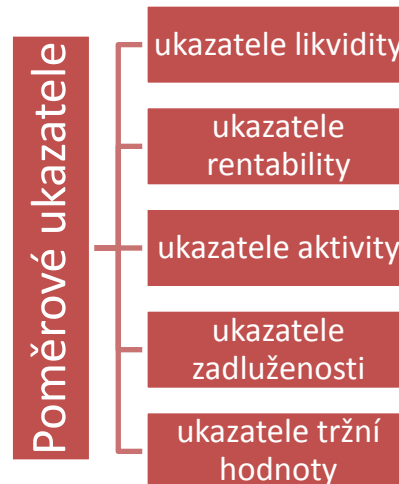 Poměrové ukazatele
ukazatele likvidity
ukazatele
rentability
ukazatele aktivity
ukazatele
zadluženosti
ukazatele tržní
hodnoty